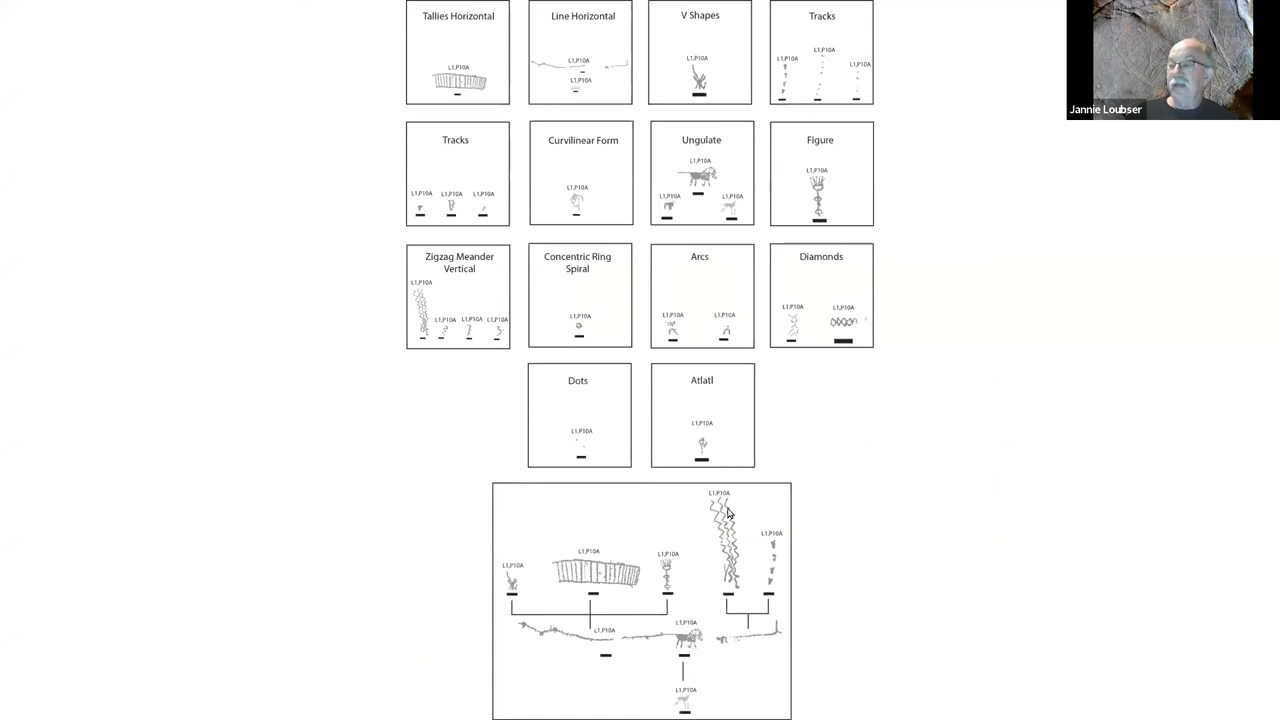 Tallies Horizontal
L1,P10A
Line Horizontal
L1,P10A
L1,P10A
V Shapes
L1,P10A
Tracks
L1,P10A
L1,P10A
L1,P10A
Jannie Loubser
Tracks
L1,P10A
L1,P10A
L1,P10A
Curvilinear Form
L1,P10A
Ungulate
L1,P10A
L1,P10A
L1,P10A
Figure
L1,P10A
Zigzag Meander
Vertical
L1,P10A
L1,P10A
L1,P10A
L1,P10A
Concentric Ring
Spiral
L1,P10A
Arcs
L1,P10A
L1,P10A
Diamonds
L1,P10A
L1,P10A
Dots
L1,P10A
Atlatl
L1,P10A
L1,P10A
L1,P10A
L1,P10A
L1,P10A
L1,P10A
L1,P10A
L1,P10A
L1,P10A